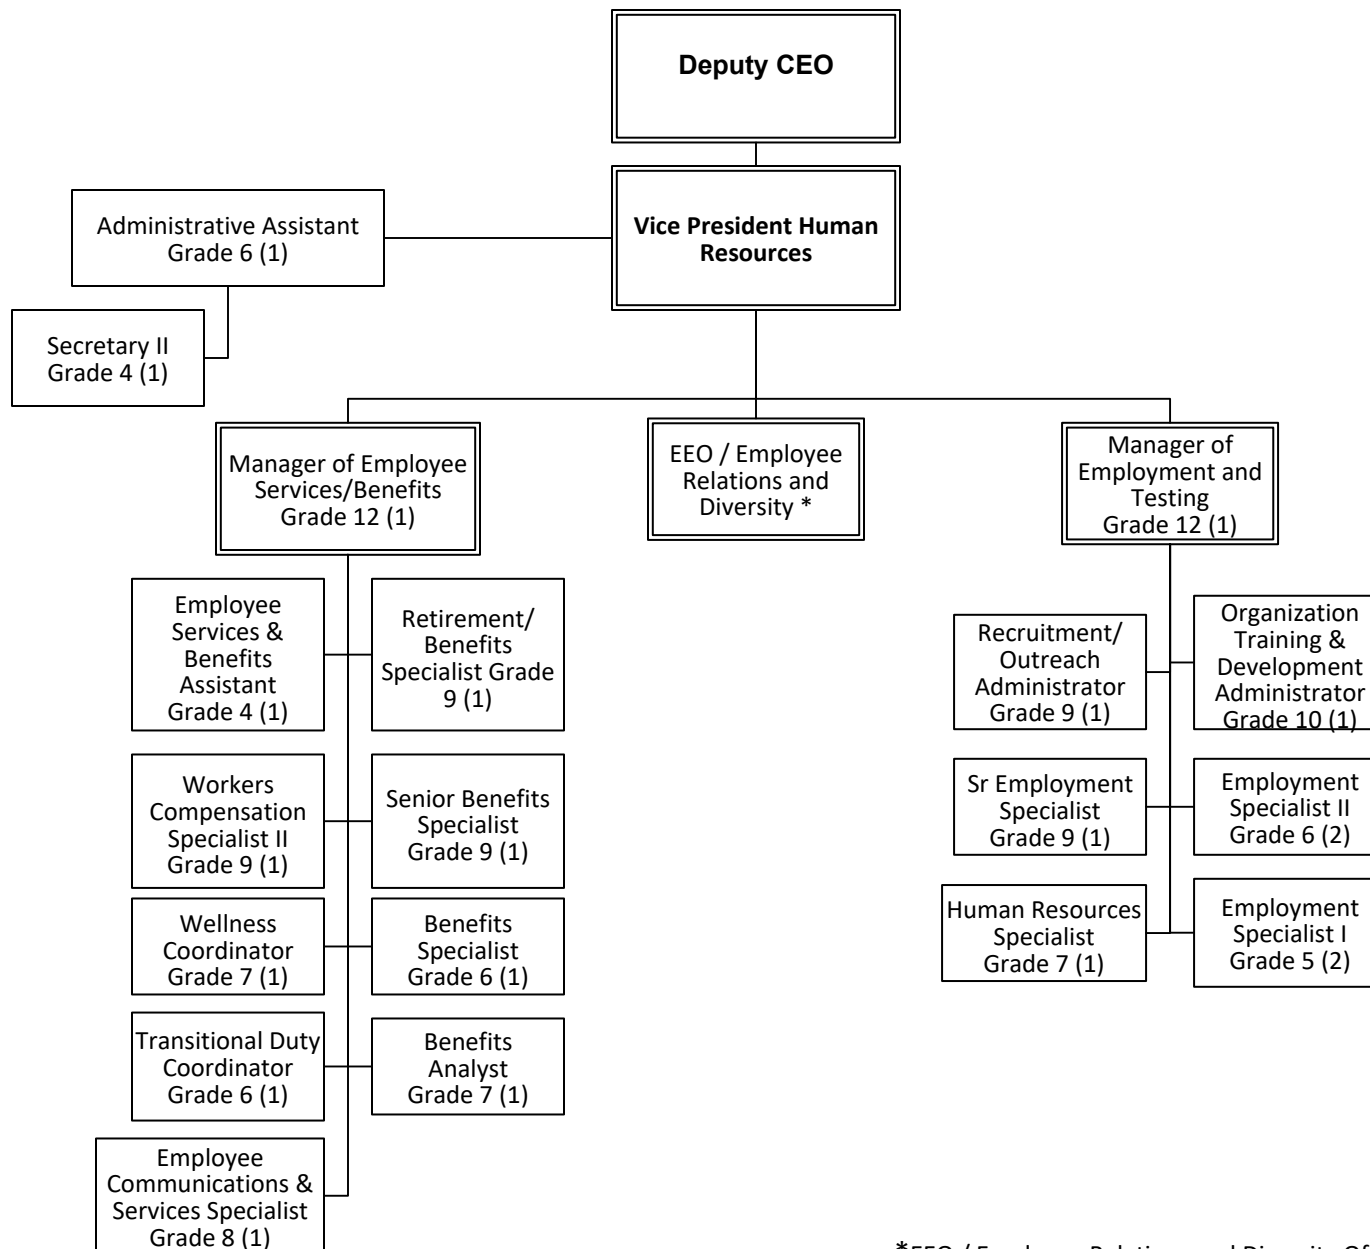 Deputy CEO
Vice President Human
Resources
Administrative Assistant
Grade 6 (1)
Secretary II
Grade 4 (1)
Manager of Employee
Services/Benefits
Grade 12 (1)
EEO / Employee
Relations and
Diversity *
Manager of
Employment and
Testing
Grade 12 (1)
Employee
Services &
Benefits
Assistant
Grade 4 (1)
Retirement/
Benefits
Specialist Grade
9 (1)
Workers
Compensation
Specialist II
Grade 9 (1)
Senior Benefits
Specialist
Grade 9 (1)
Wellness
Coordinator
Grade 7 (1)
Benefits
Specialist
Grade 6 (1)
Transitional Duty
Coordinator
Grade 6 (1)
Benefits
Analyst
Grade 7 (1)
Employee
Communications &
Services Specialist
Grade 8 (1)
Recruitment/
Outreach
Administrator
Grade 9 (1)
Organization
Training &
Development
Administrator
Grade 10 (1)
Sr Employment
Specialist
Grade 9 (1)
Employment
Specialist II
Grade 6 (2)
Human Resources
Specialist
Grade 7 (1)
Employment
Specialist I
Grade 5 (2)